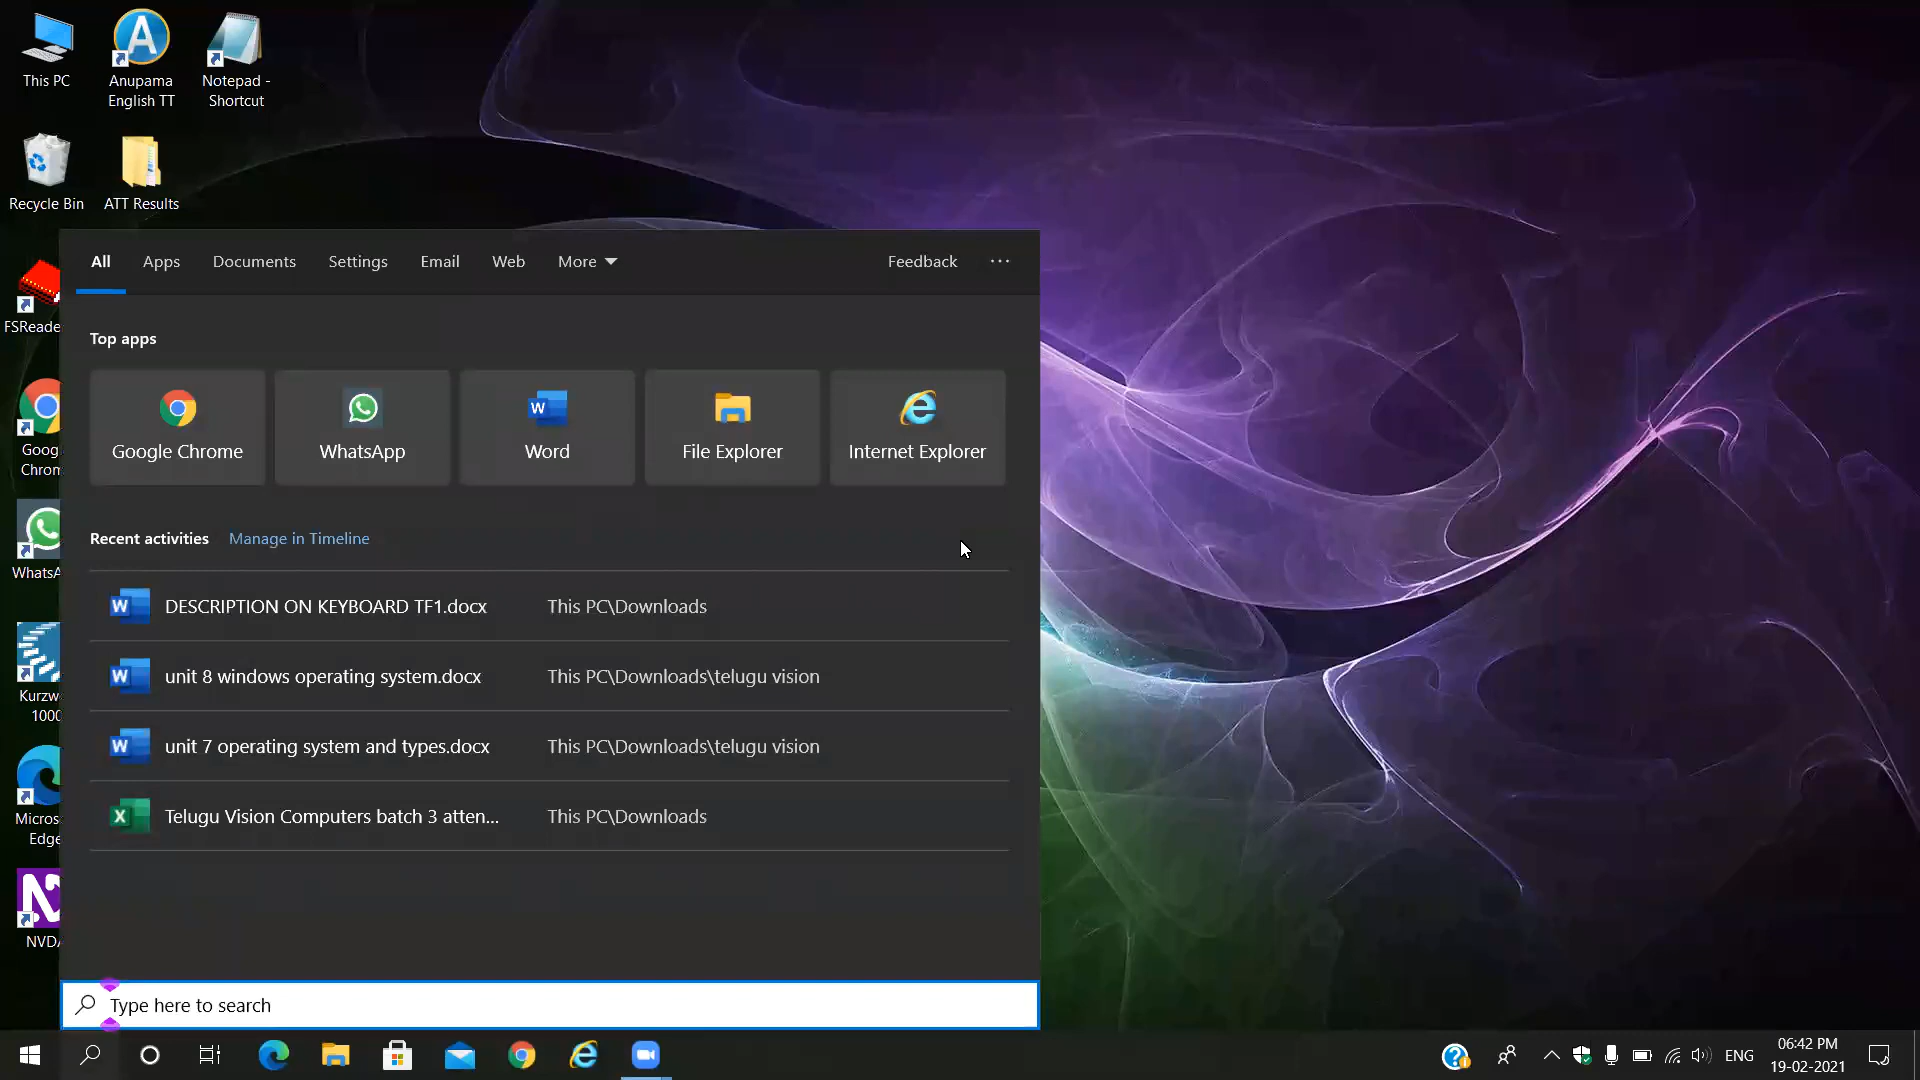 This PC
Anupama
English TT
Notepad -
Shortcut
Recycle Bin
ATT Results
FSReade
Goog
Chrom
WhatsA
Kurzw
1000
Micros
Edge
NVDA
All
Apps
Documents
Settings
Email
Web
More
Feedback
Top apps
Google Chrome
WhatsApp
Word
File Explorer
Internet Explorer
Recent activities
Manage in Timeline
DESCRIPTION ON KEYBOARD TF1.docx
This PC\Downloads
unit 8 windows operating system.docx
This PC\Downloads\telugu vision
unit 7 operating system and types.docx
This PC\Downloads\telugu vision
Telugu Vision Computers batch 3 atten...
This PC\Downloads
Type here to search
ENG
06:42 PM
19-02-2021